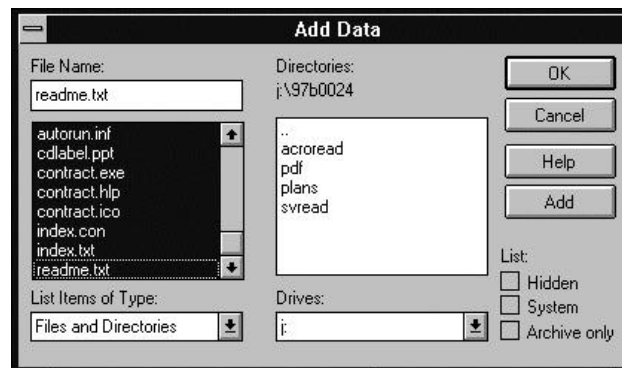 Add Data
File Name:
readme.txt
autorun.inf
cdlabel.ppt
contract.exe
contract.hlp
contract.ico
index.con
index.txt
readme.txt
List Items of Type:
Files and Directories
Directories:
j:\97b0024
..
acroread
pdf
plans
svread
Drives:
j:
OK
Cancel
Help
Add
List:
Hidden
System
Archive only